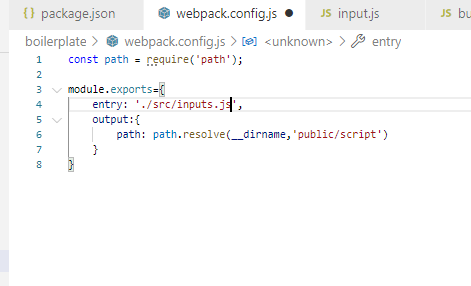 { } package.json webpack.config.js ● JS input.js JS bu
boilerplate > webpack.config.js > <unknown> > entry
1 const path = require('path');
2
3 module.exports={
4 entry: './src/inputs.js',
5 output:{
6 path: path.resolve(__dirname,'public/script')
7 }
8 }